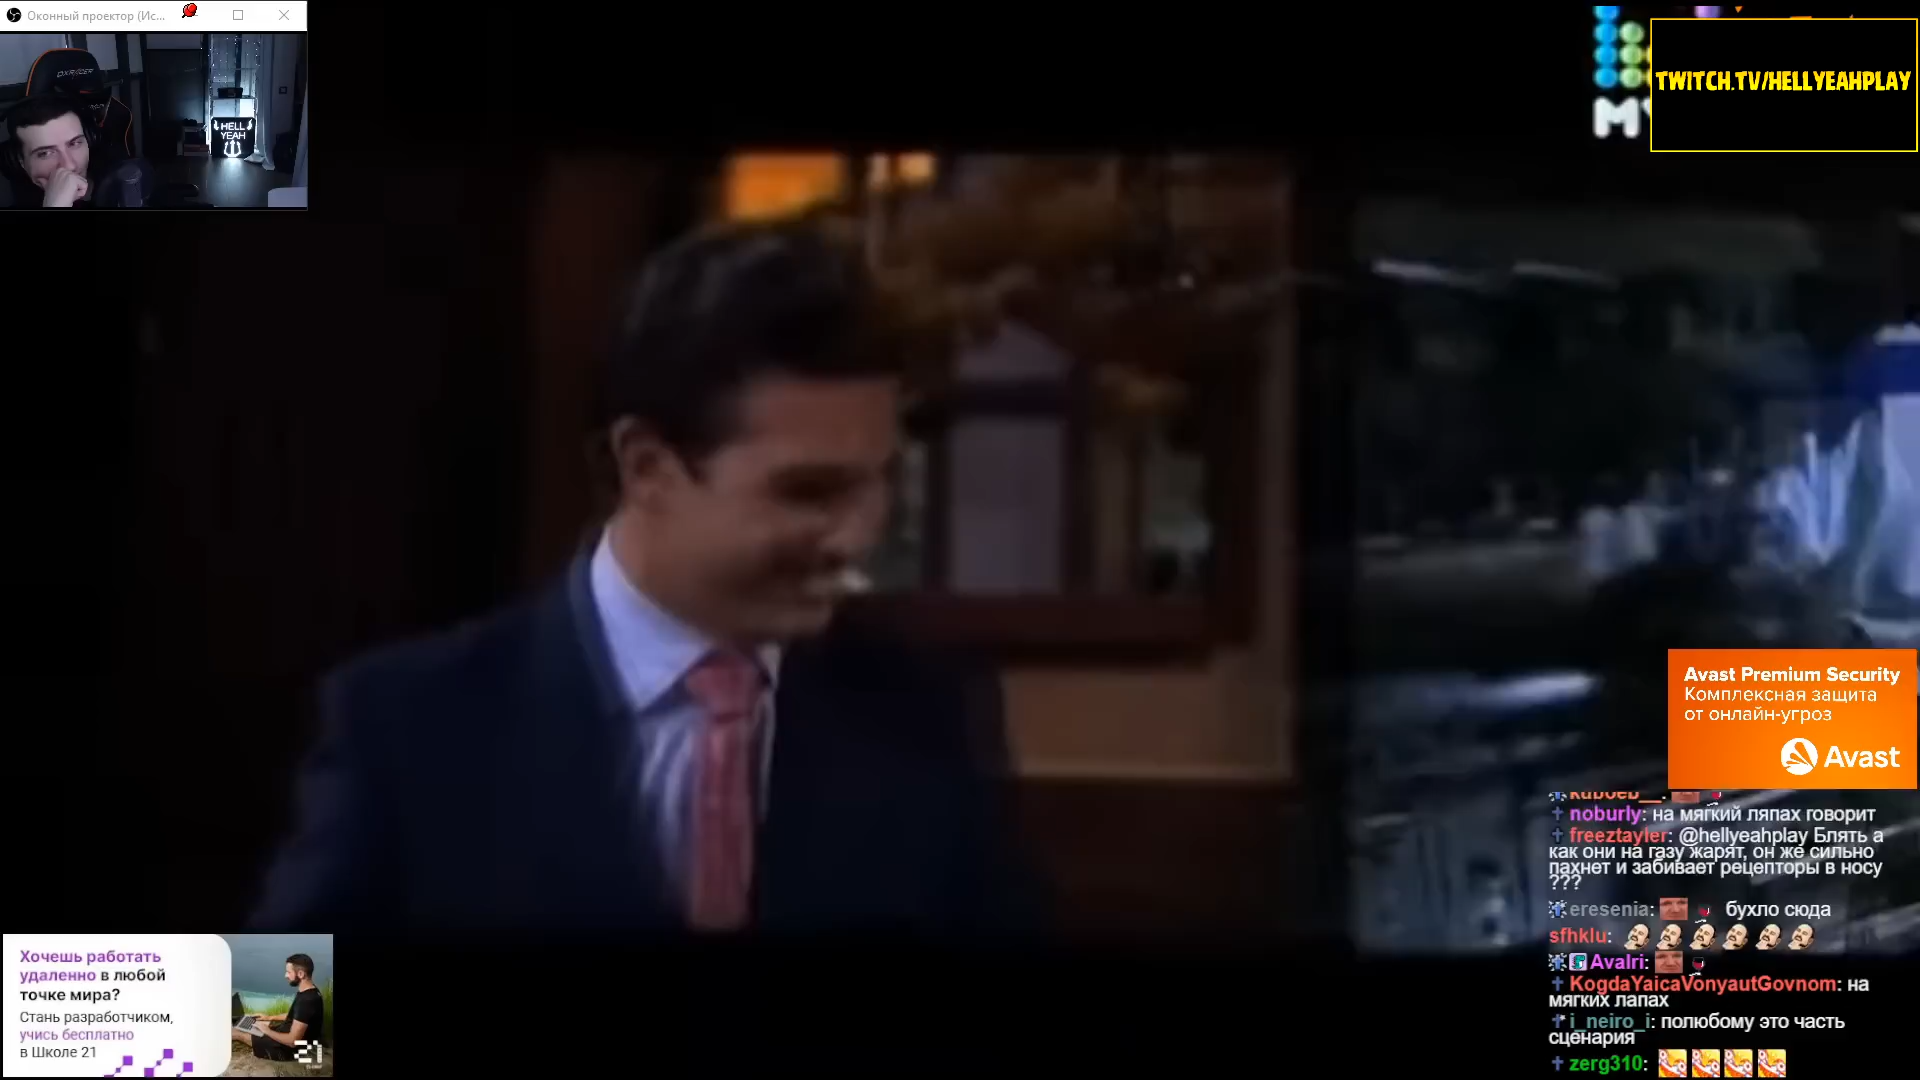 Оконный проектор (Ис...
DXRACER
HELL
YEAH
TWITCH.TV/HELLYEAHPLAY
Avast Premium Security
Комплексная защита
от онлайн-угроз
Avast
kuboeb__:
noburly: на мягкий ляпах говорит
freeztayler: @hellyeahplay Блять а
как они на газу жарят, он же сильно
пахнет и забивает рецепторы в носу
???
eresenia: бухло сюда
sfhklu:
Avalri:
KogdaYaicaVonyautGovnom: на
мягких лапах
i_neiro_i: полюбому это часть
сценария
zerg310:
Хочешь работать
удаленно в любой
точке мира?
Стань разработчиком,
учись бесплатно
в Школе 21
21